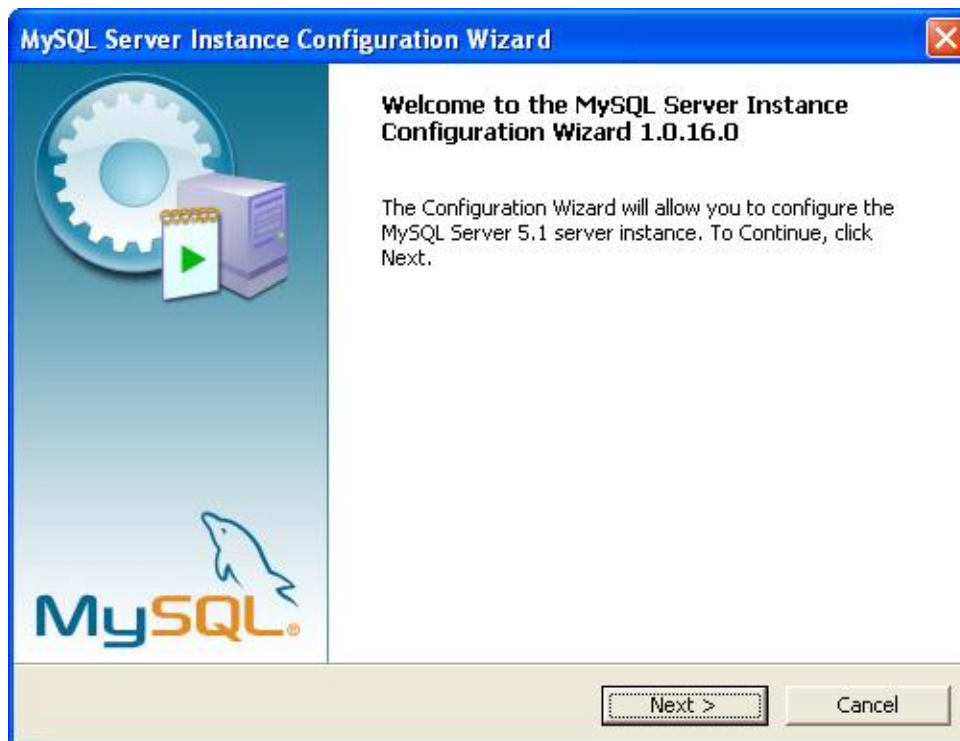 MySQL Server Instance Configuration Wizard
Welcome to the MySQL Server Instance
Configuration Wizard 1.0.16.0
The Configuration Wizard will allow you to configure the
MySQL Server 5.1 server instance. To Continue, click
Next.
MySQL®
Next >
Cancel